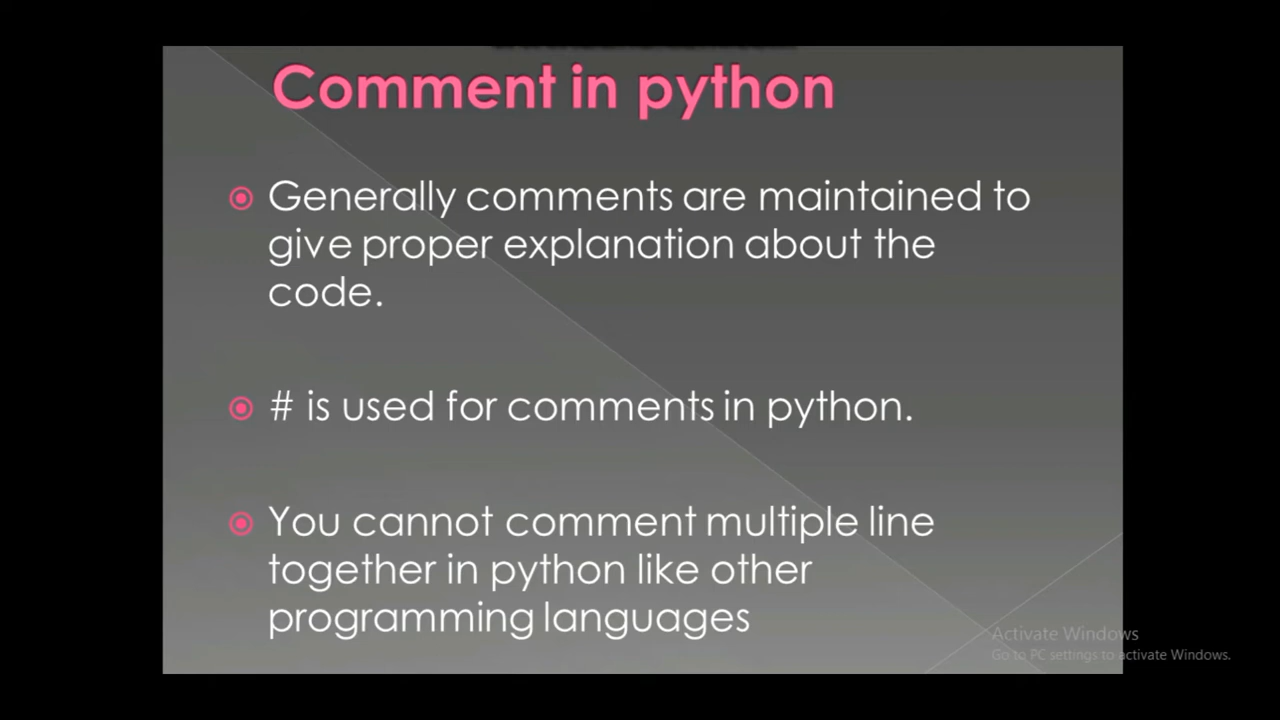 Comment in python
Generally comments are maintained to
give proper explanation about the
code.
# is used for comments in python.
You cannot comment multiple line
together in python like other
programming languages
Activate Windows
Go to PC settings to activate Windows.